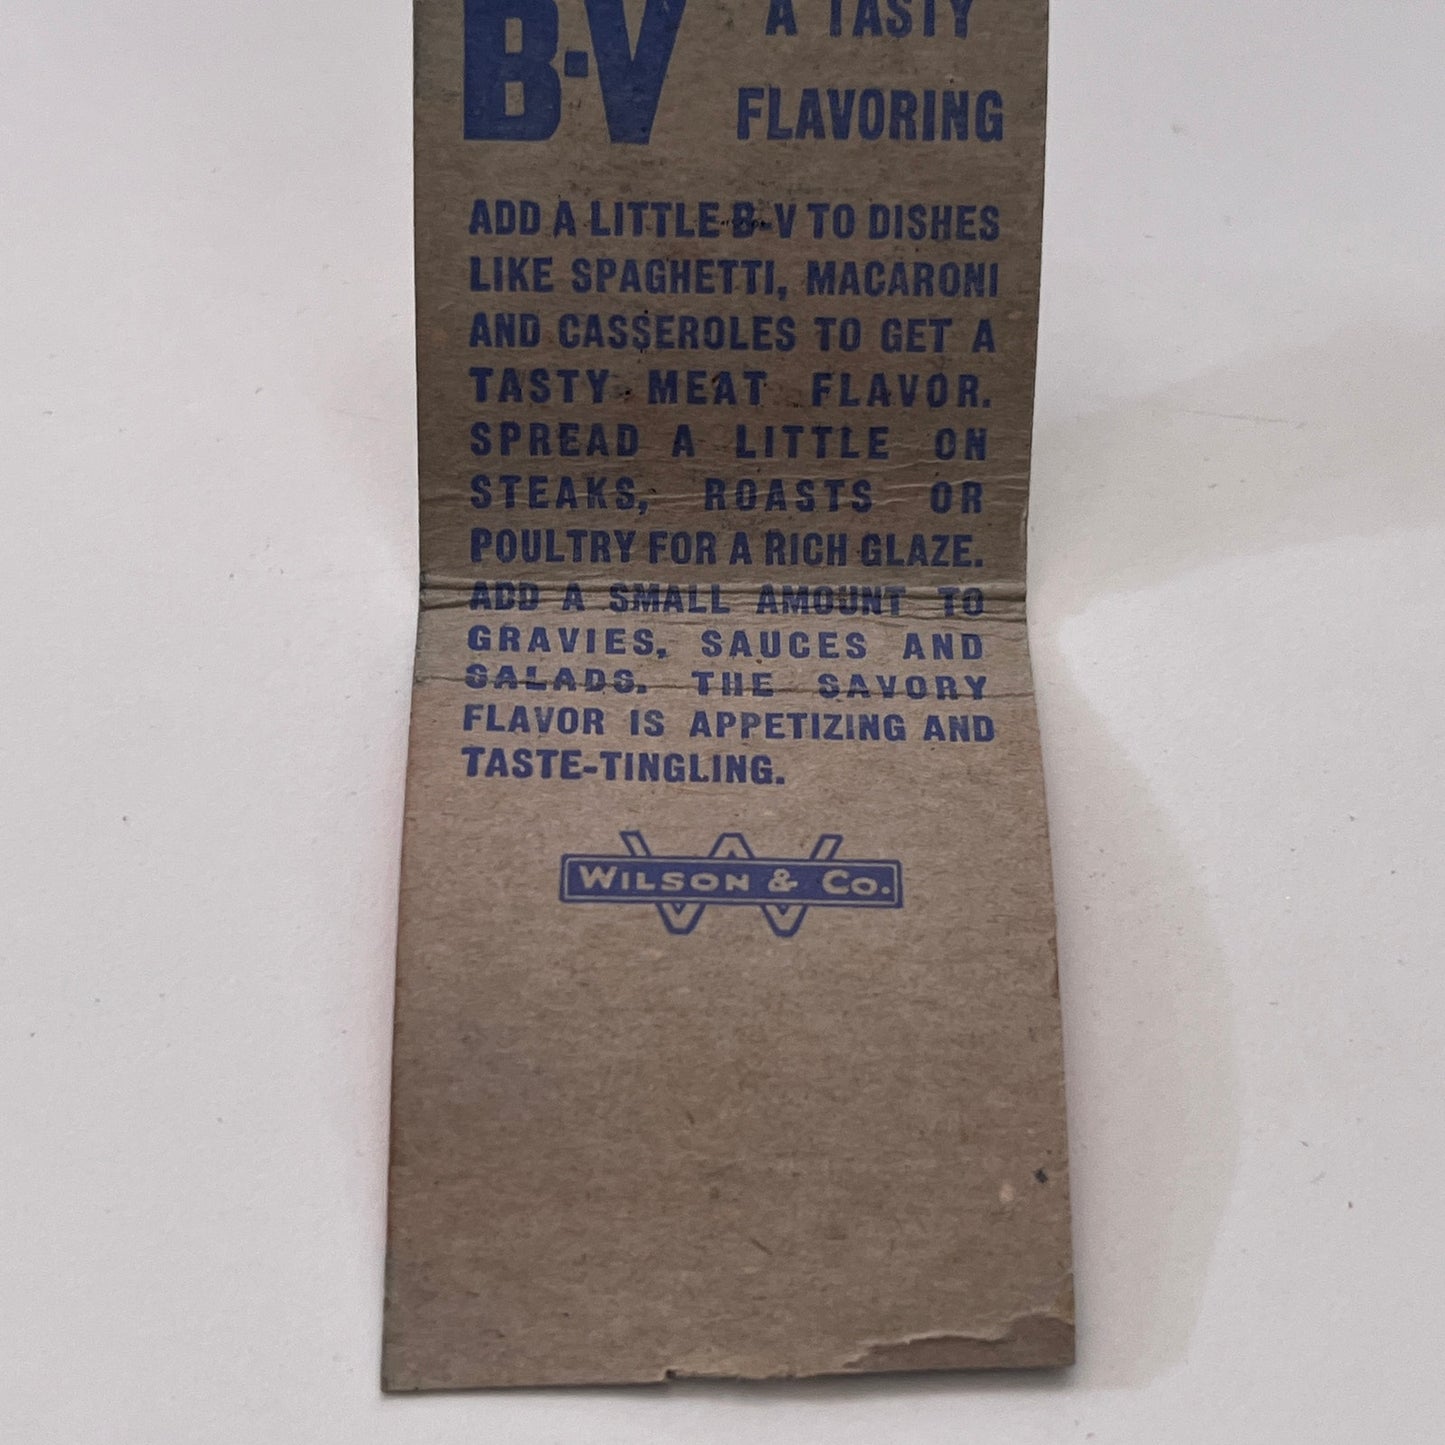 B-V A TASTY
FLAVORING
ADD A LITTLE B-V TO DISHES
LIKE SPAGHETTI, MACARONI
AND CASSEROLES TO GET A
TASTY MEAT FLAVOR.
SPREAD A LITTLE ON
STEAKS, ROASTS OR
POULTRY FOR A RICH GLAZE.
ADD A SMALL AMOUNT TO
GRAVIES, SAUCES AND
SALADS. THE SAVORY
FLAVOR IS APPETIZING AND
TASTE-TINGLING.
W
WILSON & CO.